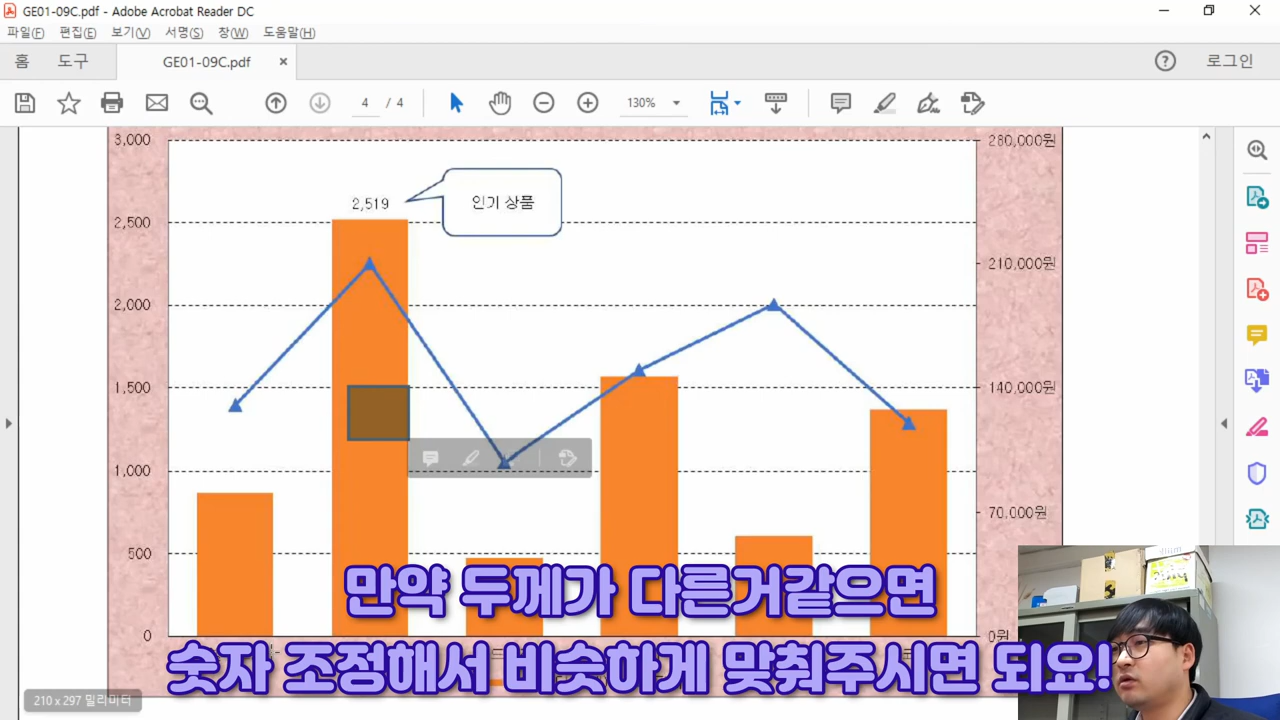 GE01-09C.pdf - Adobe Acrobat Reader DC
파일(F) 편집(E) 보기(V) 서명(S) 창(W) 도움말(H)
홈 도구 GE01-09C.pdf × ? 로그인
4 / 4 130%
3,000 280,000원
인기 상품
2,519
2,500
210,000원
2,000
1,500 140,000원
1,000
70,000원
500
만약 두께가 다른거같으면
0 0원
숫자 조정해서 비슷하게 맞춰주시면 되요!
210 x 297 밀리미터